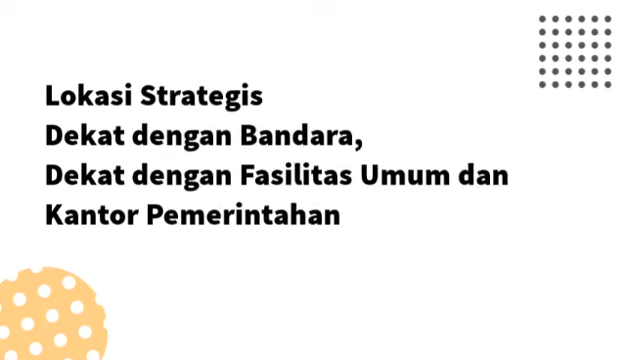 Lokasi Strategis
Dekat dengan Bandara,
Dekat dengan Fasilitas Umum dan
Kantor Pemerintahan